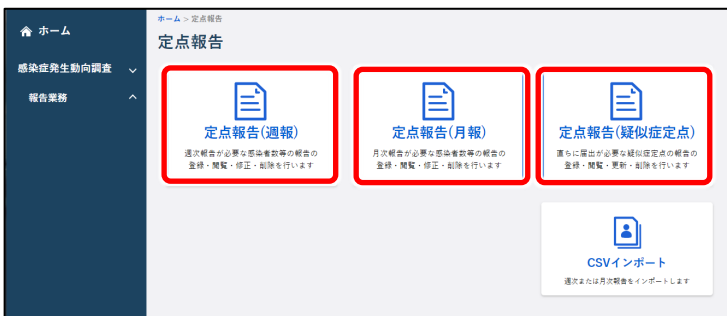 ホーム
感染症発生動向調査
報告業務
ホーム > 定点報告
定点報告
定点報告(週報)
週次報告が必要な感染者数等の報告の
登録・閲覧・修正・削除を行います
定点報告(月報)
月次報告が必要な感染者数等の報告の
登録・閲覧・修正・削除を行います
定点報告(疑似症定点)
直ちに届出が必要な疑似症定点の報告の
登録・閲覧・更新・削除を行います
CSVインポート
週次または月次報告をインポートします